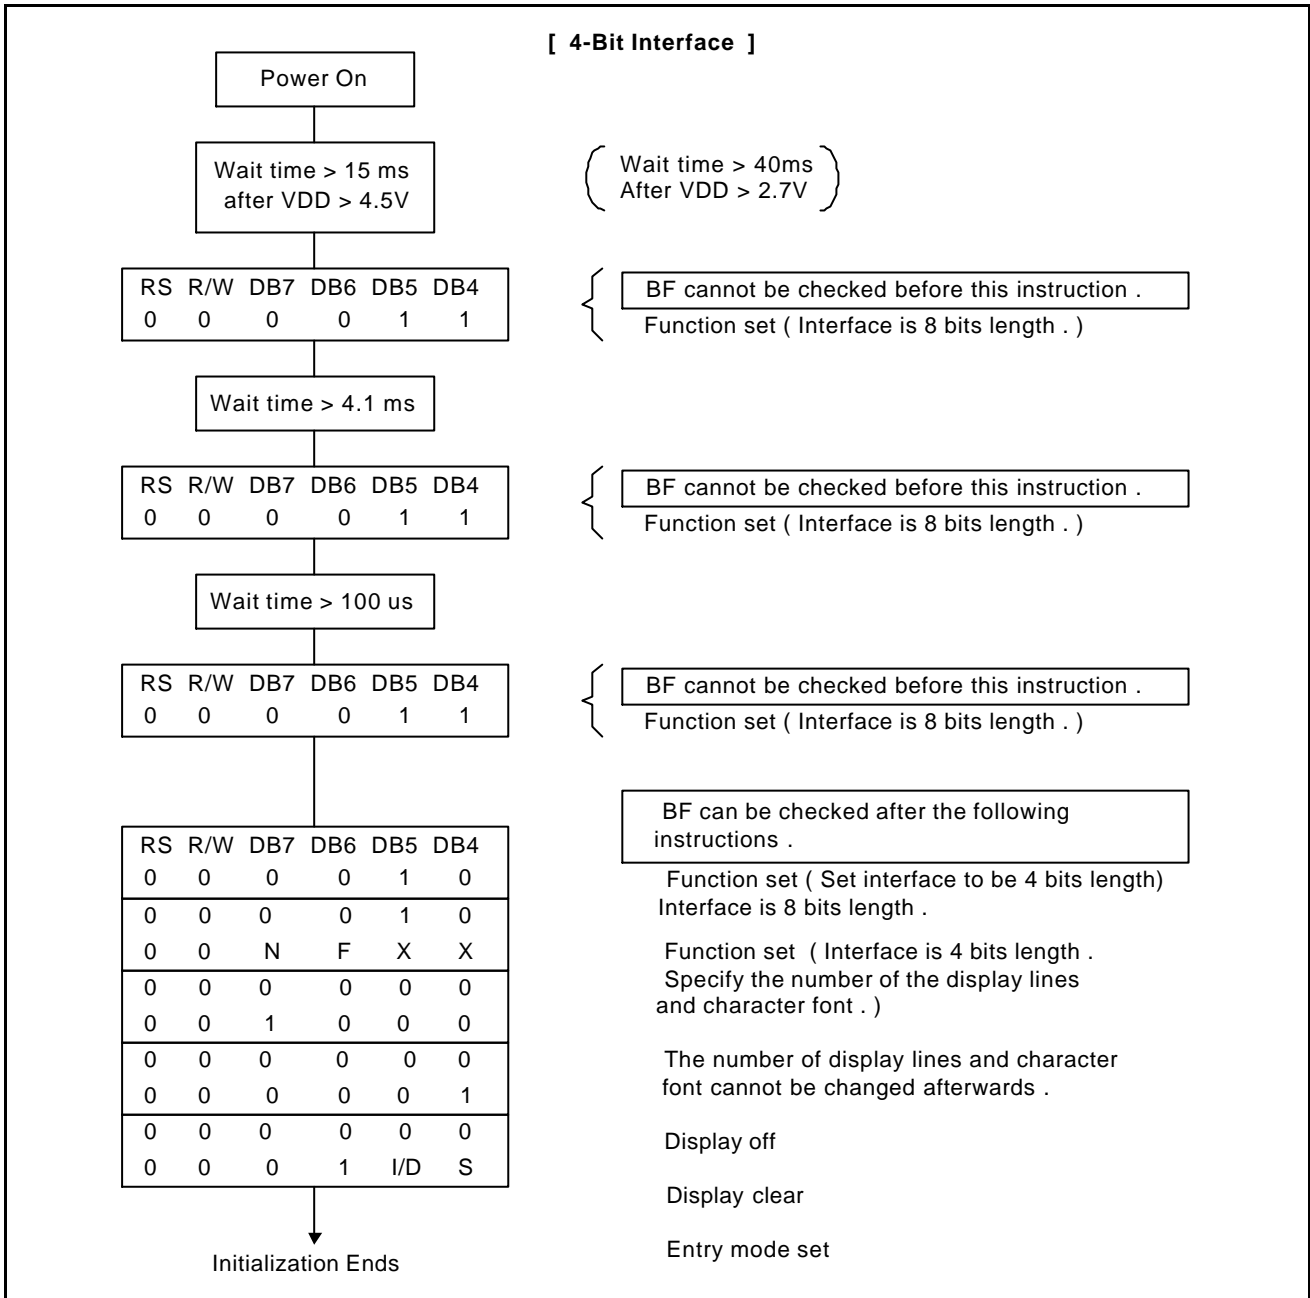 [ 4-Bit Interface ]
Power On
Wait time > 15 ms
after VDD > 4.5V
Wait time > 40ms
After VDD > 2.7V
RS R/W DB7 DB6 DB5 DB4
0 0 0 0 1 1
BF cannot be checked before this instruction .
Function set ( Interface is 8 bits length . )
Wait time > 4.1 ms
RS R/W DB7 DB6 DB5 DB4
0 0 0 0 1 1
BF cannot be checked before this instruction .
Function set ( Interface is 8 bits length . )
Wait time > 100 us
RS R/W DB7 DB6 DB5 DB4
0 0 0 0 1 1
BF cannot be checked before this instruction .
Function set ( Interface is 8 bits length . )
RS R/W DB7 DB6 DB5 DB4
0 0 0 0 1 0
0 0 0 0 1 0
0 0 N F X X
0 0 0 0 0 0
0 0 1 0 0 0
0 0 0 0 0 0
0 0 0 0 0 1
0 0 0 0 0 0
0 0 0 1 I/D S
Initialization Ends
BF can be checked after the following
instructions .
Function set ( Set interface to be 4 bits length)
Interface is 8 bits length .
Function set ( Interface is 4 bits length .
Specify the number of the display lines
and character font . )
The number of display lines and character
font cannot be changed afterwards .
Display off
Display clear
Entry mode set